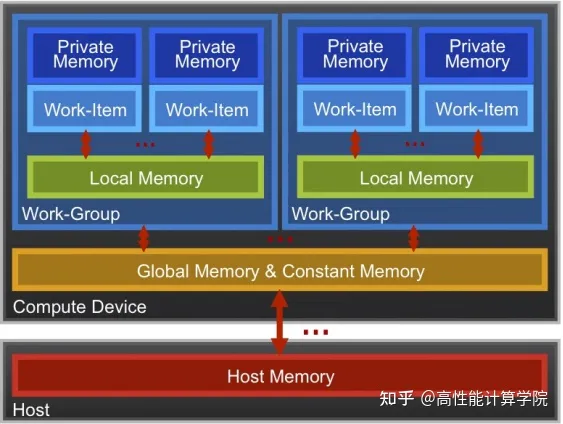 Private
Memory
Private
Memory
Private
Memory
Private
Memory
Work-Item
Work-Item
Work-Item
Work-Item
...
...
Local Memory
Local Memory
Work-Group
Work-Group
...
Global Memory & Constant Memory
Compute Device
...
Host Memory
知乎 @高性能计算学院
Host